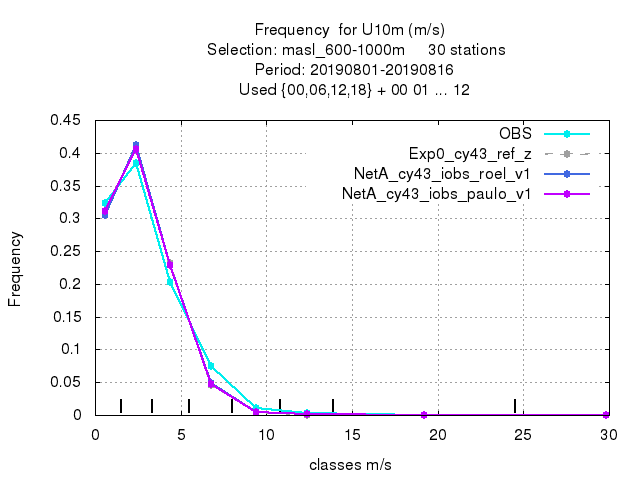 Frequency  for U10m (m/s)
Selection: masl_600-1000m     30 stations
Period: 20190801-20190816
Used {00,06,12,18} + 00 01 ... 12
0.45
0.4
0.35
0.3
0.25
0.2
0.15
0.1
0.05
0
Frequency
OBS
Exp0_cy43_ref_z
NetA_cy43_iobs_roel_v1
NetA_cy43_iobs_paulo_v1
0 5 10 15 20 25 30
classes m/s